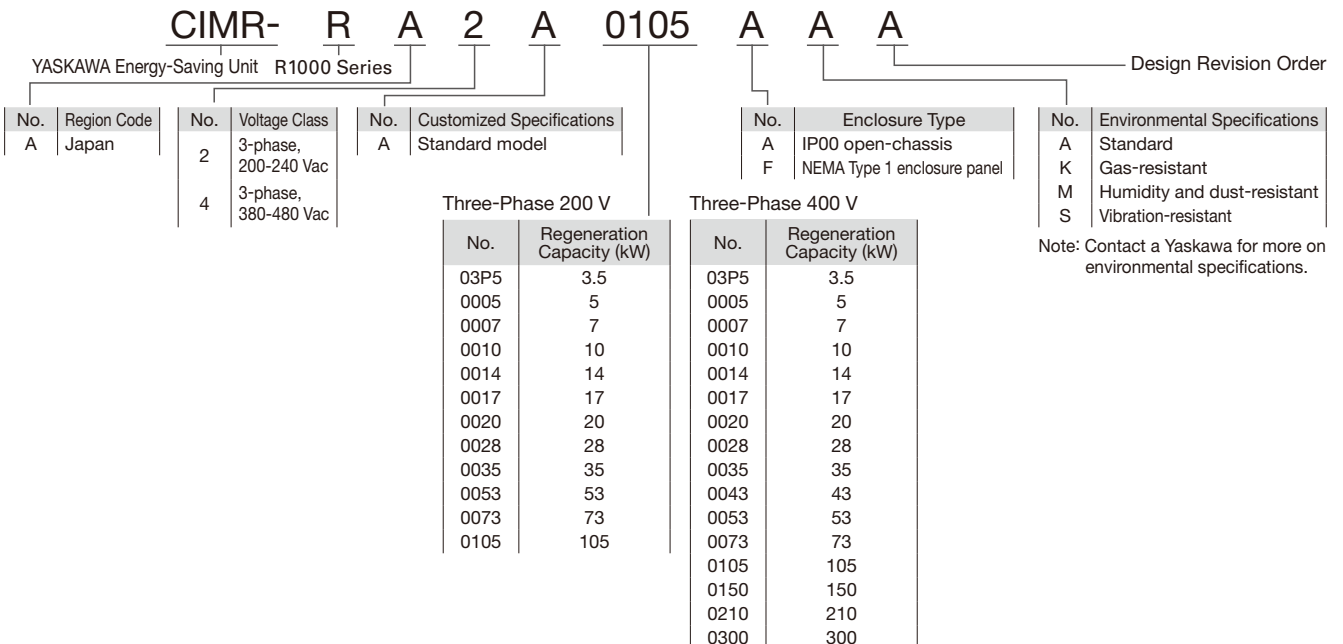 CIMR- R A 2 A 0105 A A A
YASKAWA Energy-Saving Unit R1000 Series
Design Revision Order
No. Region Code
A Japan
No. Voltage Class
2 3-phase,
200-240 Vac
4 3-phase,
380-480 Vac
No. Customized Specifications
A Standard model
No. Enclosure Type
A IP00 open-chassis
F NEMA Type 1 enclosure panel
No. Environmental Specifications
A Standard
K Gas-resistant
M Humidity and dust-resistant
S Vibration-resistant
Note: Contact a Yaskawa for more on
environmental specifications.
Three-Phase 200 V
No. Regeneration
Capacity (kW)
03P5 3.5
0005 5
0007 7
0010 10
0014 14
0017 17
0020 20
0028 28
0035 35
0053 53
0073 73
0105 105
Three-Phase 400 V
No. Regeneration
Capacity (kW)
03P5 3.5
0005 5
0007 7
0010 10
0014 14
0017 17
0020 20
0028 28
0035 35
0043 43
0053 53
0073 73
0105 105
0150 150
0210 210
0300 300